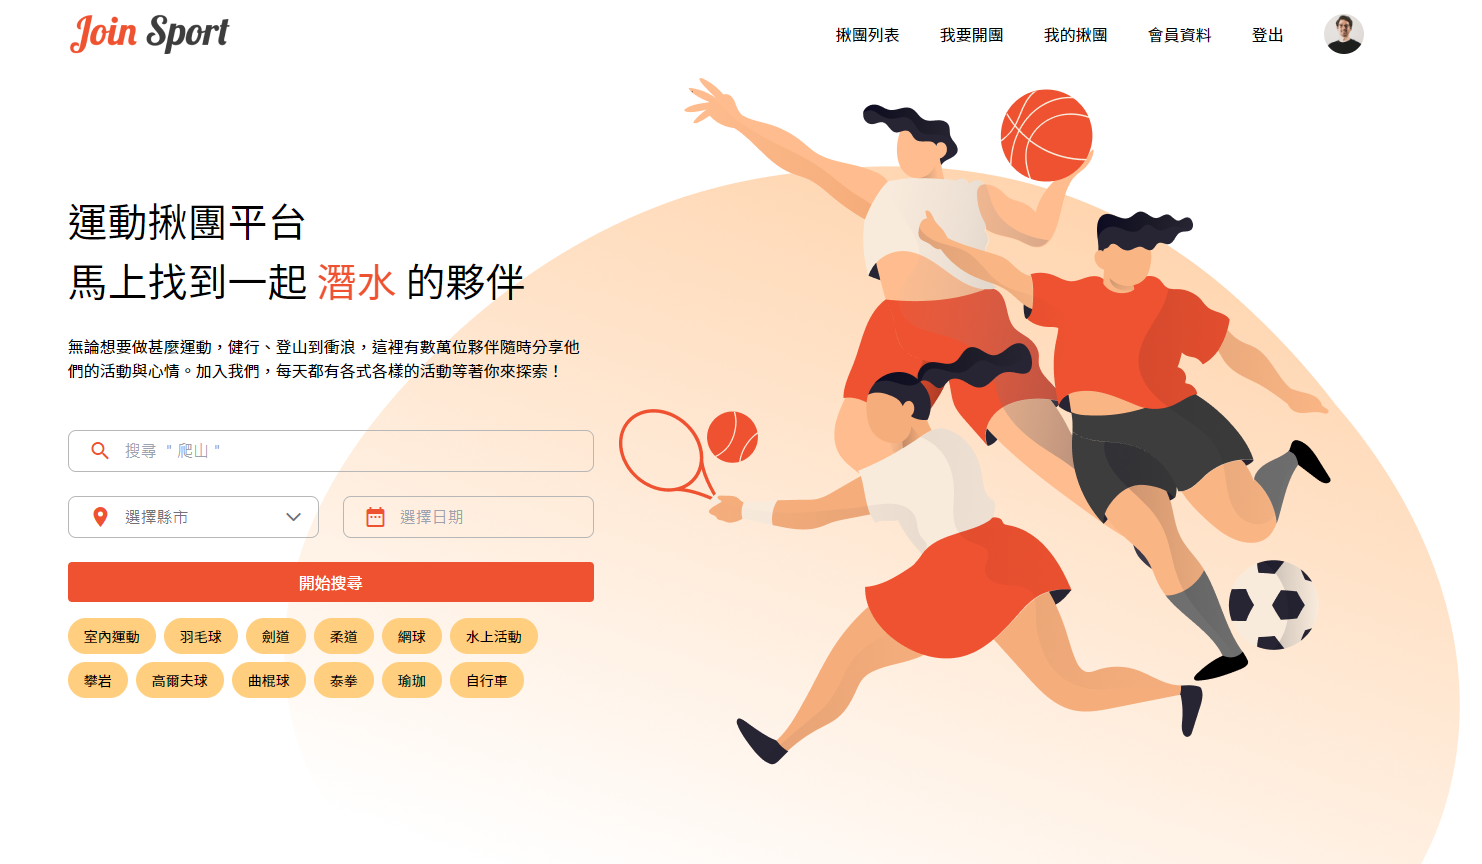 Join Sport
揪團列表 我要開團 我的揪團 會員資料 登出
運動揪團平台
馬上找到一起 潛水 的夥伴
無論想要做甚麼運動，健行、登山到衝浪，這裡有數萬位夥伴隨時分享他
們的活動與心情。加入我們，每天都有各式各樣的活動等著你來探索！
搜尋 " 爬山 "
選擇縣市 選擇日期
開始搜尋
室內運動 羽毛球 劍道 柔道 網球 水上活動
攀岩 高爾夫球 曲棍球 泰拳 瑜珈 自行車